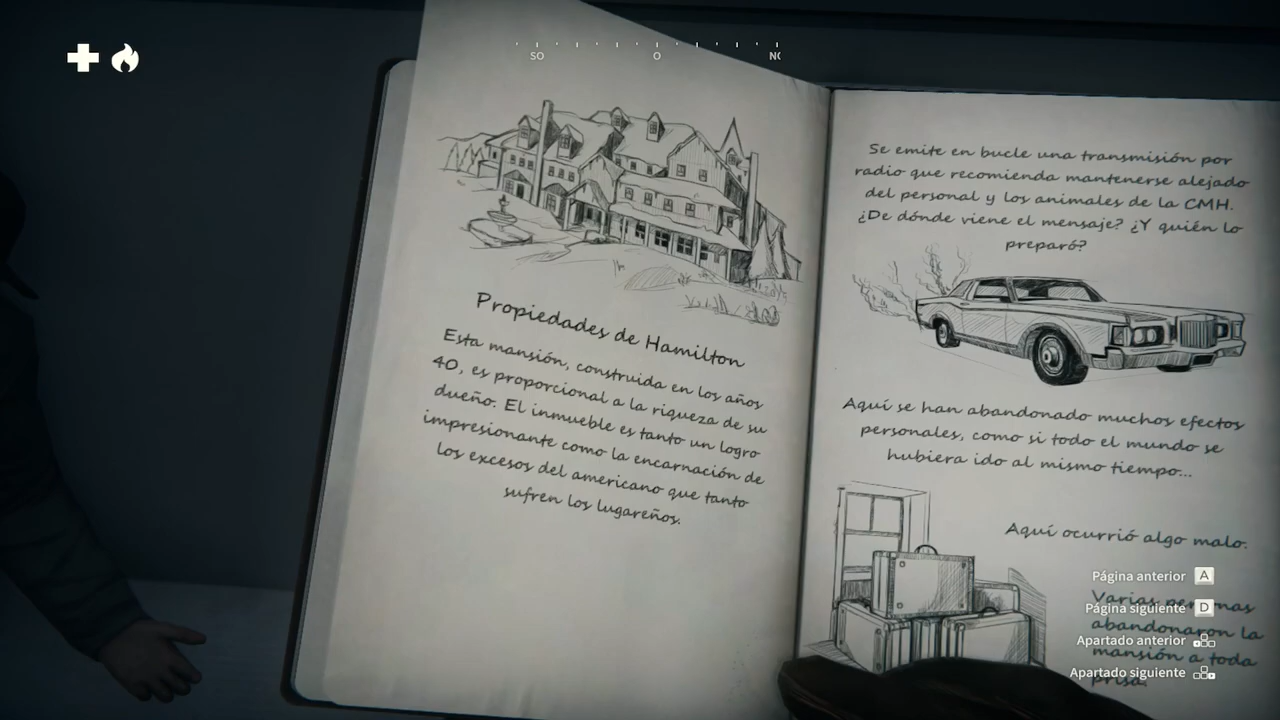 SO
O
NO
Propiedades de Hamilton
Esta mansión, construida en los años
40, es proporcional a la riqueza de su
dueño. El inmueble es tanto un logro
impresionante como la encarnación de
los excesos del americano que tanto
sufren los lugareños.
Se emite en bucle una transmisión por
radio que recomienda mantenerse alejado
del personal y los animales de la CMH.
¿De dónde viene el mensaje? ¿Y quién lo
preparó?
Aquí se han abandonado muchos efectos
personales, como si todo el mundo se
hubiera ido al mismo tiempo...
Aquí ocurrió algo malo.
Varias personas
abandonaron la
mansión a toda
prisa.
Página anterior A
Página siguiente D
Apartado anterior
Apartado siguiente